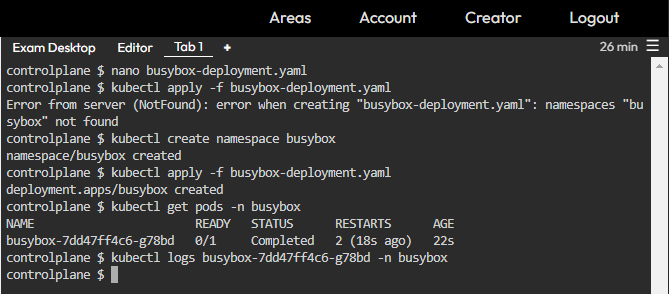 Areas Account Creator Logout
Exam Desktop Editor Tab 1 + 26 min
controlplane $ nano busybox-deployment.yaml
controlplane $ kubectl apply -f busybox-deployment.yaml
Error from server (NotFound): error when creating "busybox-deployment.yaml": namespaces "bu
sybox" not found
controlplane $ kubectl create namespace busybox
namespace/busybox created
controlplane $ kubectl apply -f busybox-deployment.yaml
deployment.apps/busybox created
controlplane $ kubectl get pods -n busybox
NAME READY STATUS RESTARTS AGE
busybox-7dd47ff4c6-g78bd 0/1 Completed 2 (18s ago) 22s
controlplane $ kubectl logs busybox-7dd47ff4c6-g78bd -n busybox
controlplane $